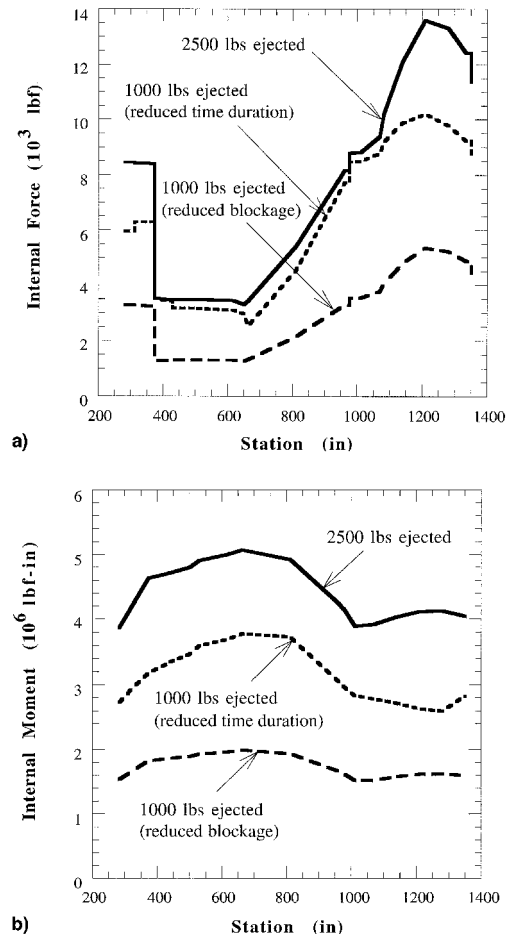 14
12
10
8
6
4
2
0
Internal Force (10³ lbf)
2500 lbs ejected
1000 lbs ejected
(reduced time duration)
1000 lbs ejected
(reduced blockage)
200 400 600 800 1000 1200 1400
Station (in)
a)
6
5
4
3
2
1
0
Internal Moment (10⁶ lbf-in)
2500 lbs ejected
1000 lbs ejected
(reduced time duration)
1000 lbs ejected
(reduced blockage)
200 400 600 800 1000 1200 1400
Station (in)
b)